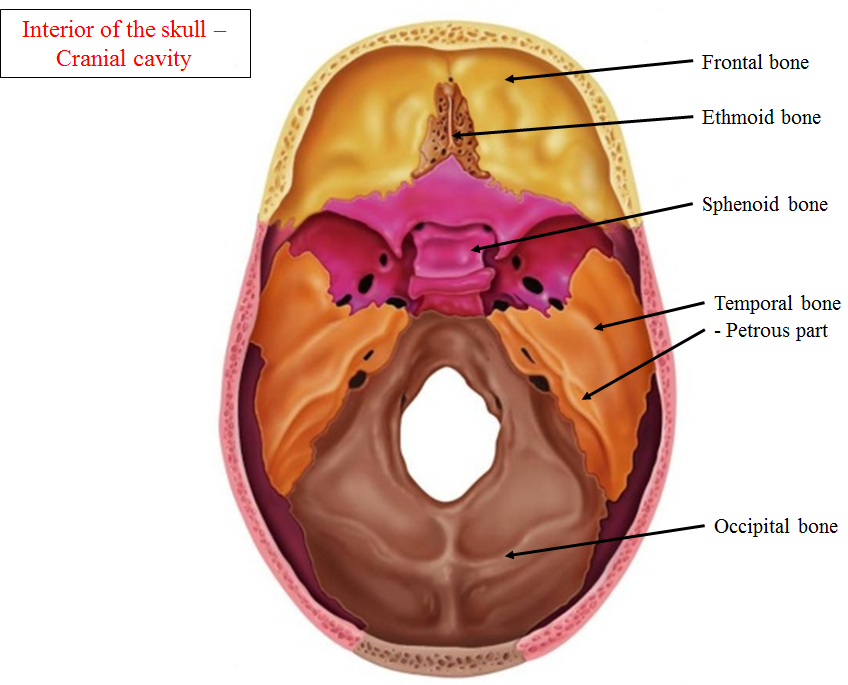 Interior of the skull –
Cranial cavity
Frontal bone
Ethmoid bone
Sphenoid bone
Temporal bone
- Petrous part
Occipital bone